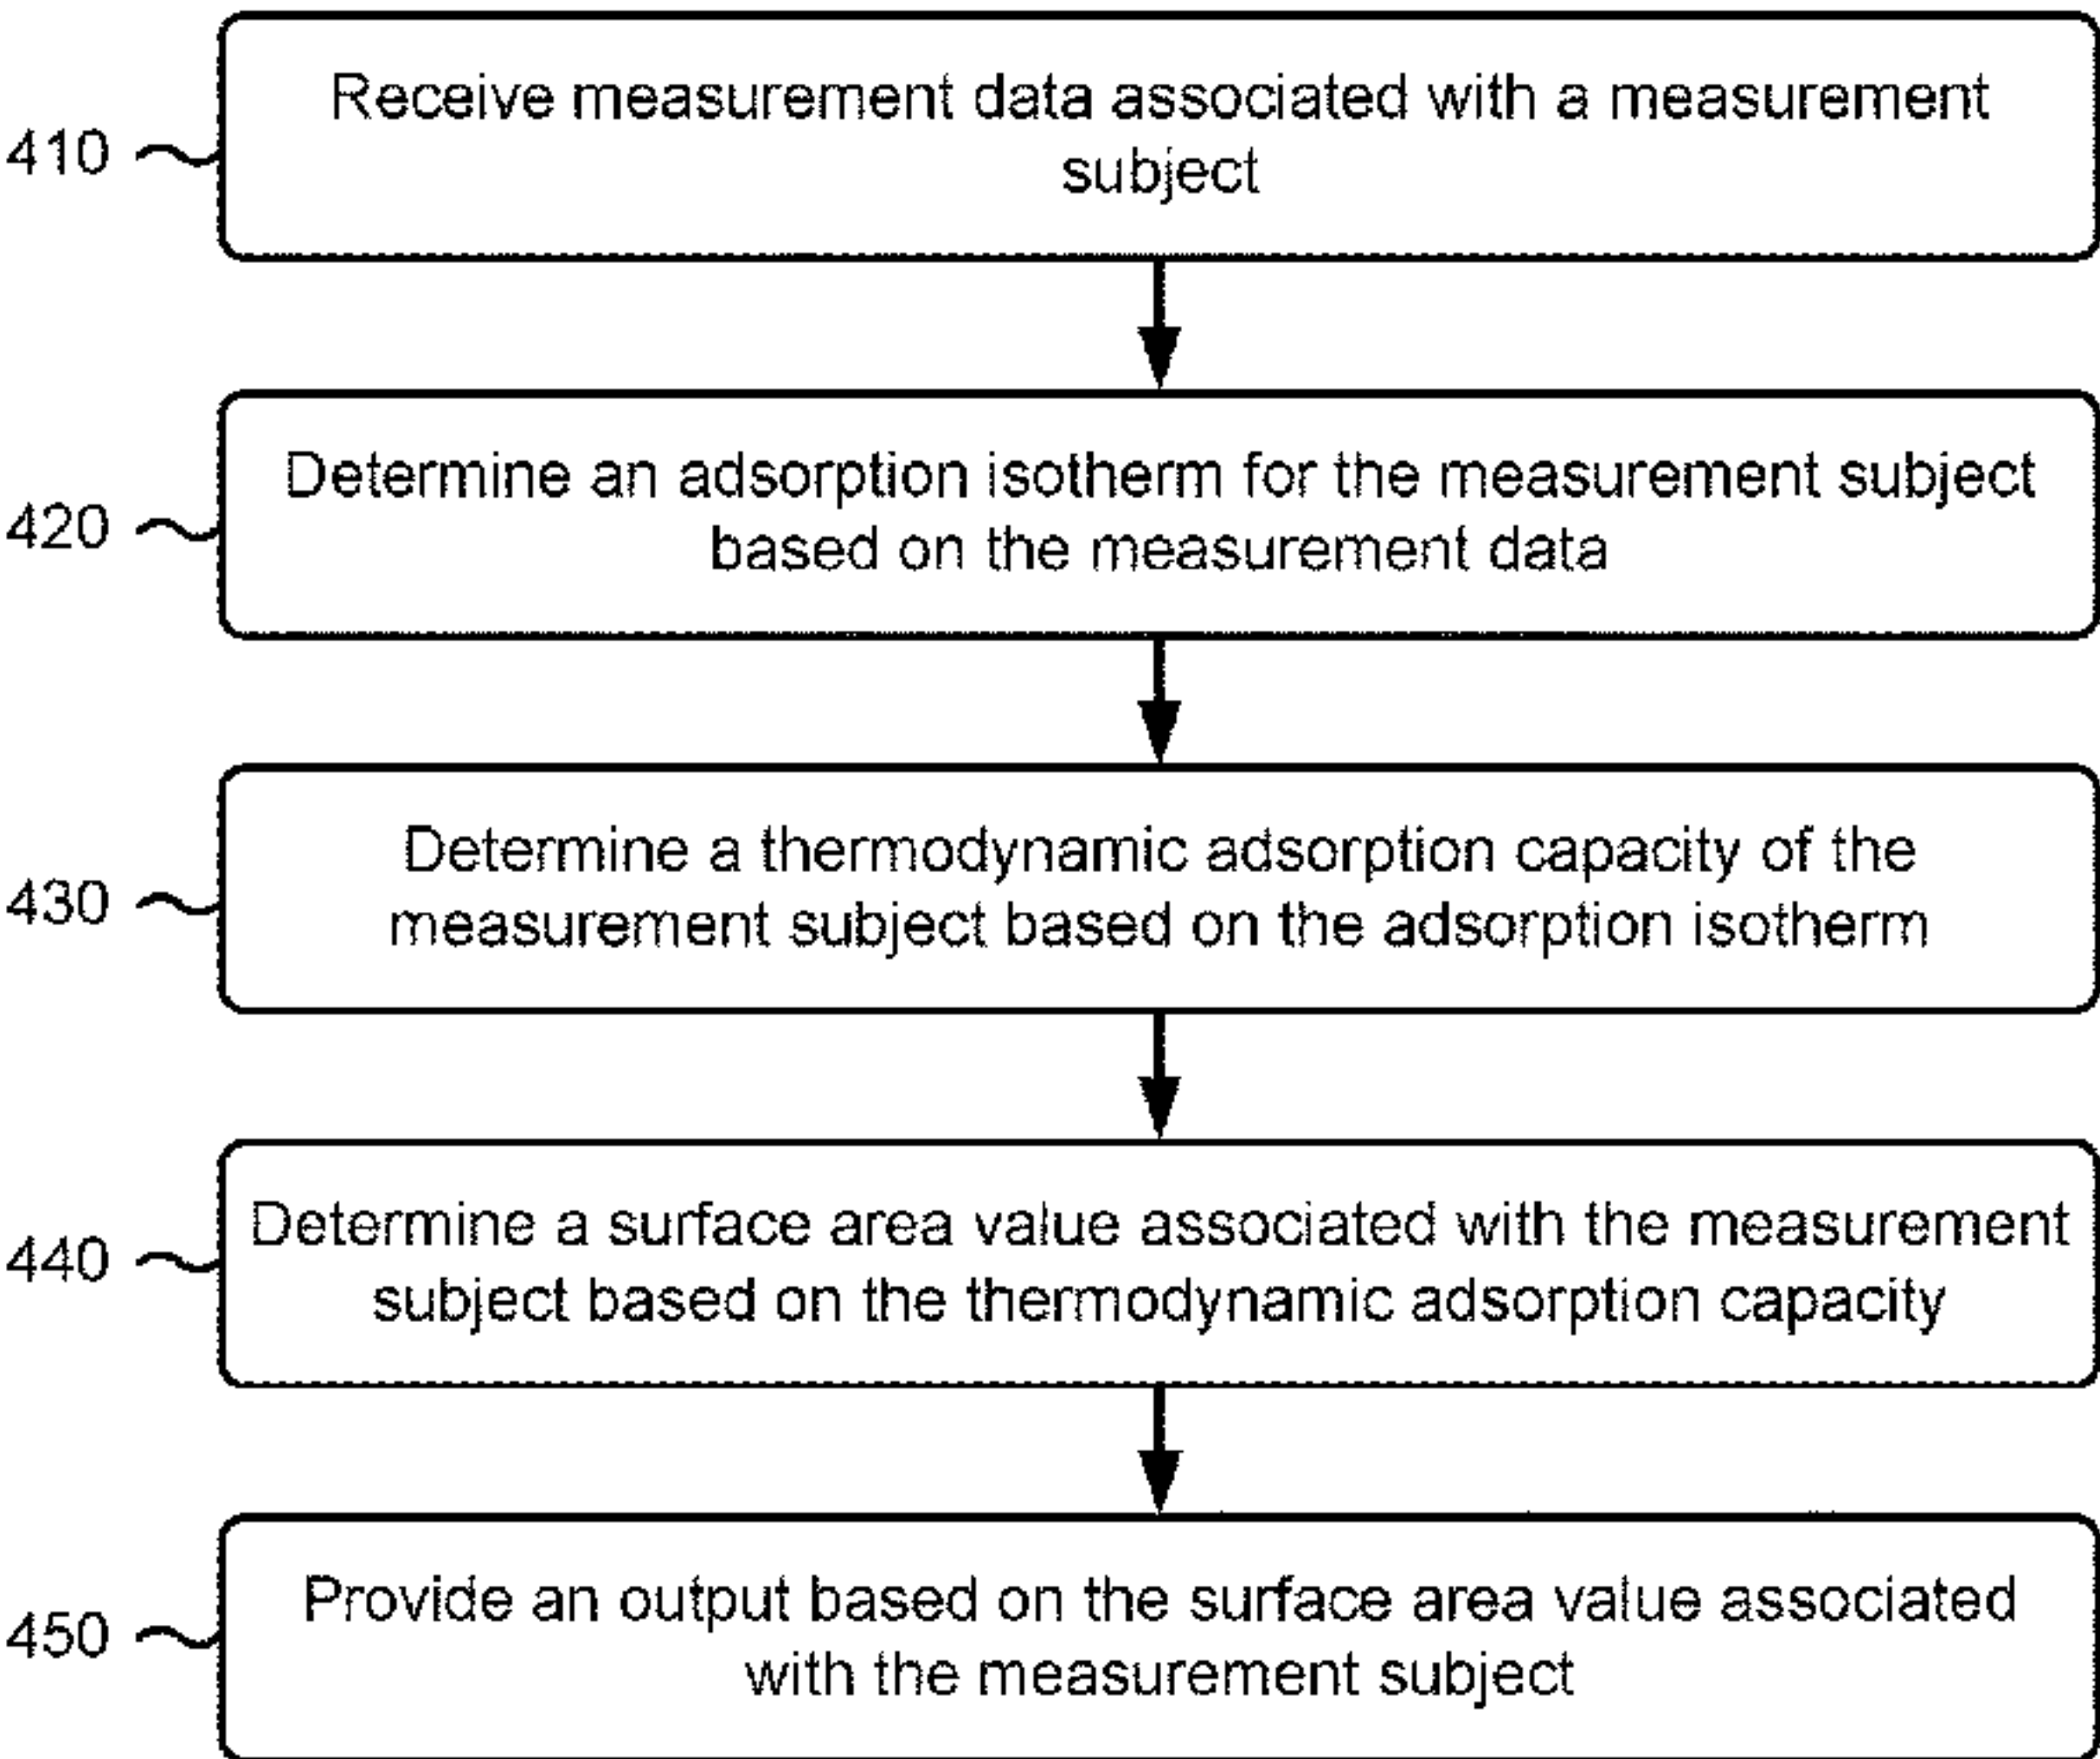 410
Receive measurement data associated with a measurement
subject
420
Determine an adsorption isotherm for the measurement subject
based on the measurement data
430
Determine a thermodynamic adsorption capacity of the
measurement subject based on the adsorption isotherm
440
Determine a surface area value associated with the measurement
subject based on the thermodynamic adsorption capacity
450
Provide an output based on the surface area value associated
with the measurement subject